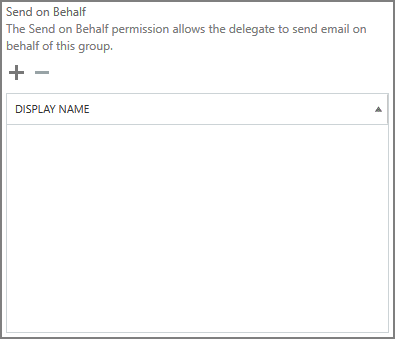 Send on Behalf
The Send on Behalf permission allows the delegate to send email on
behalf of this group.
DISPLAY NAME